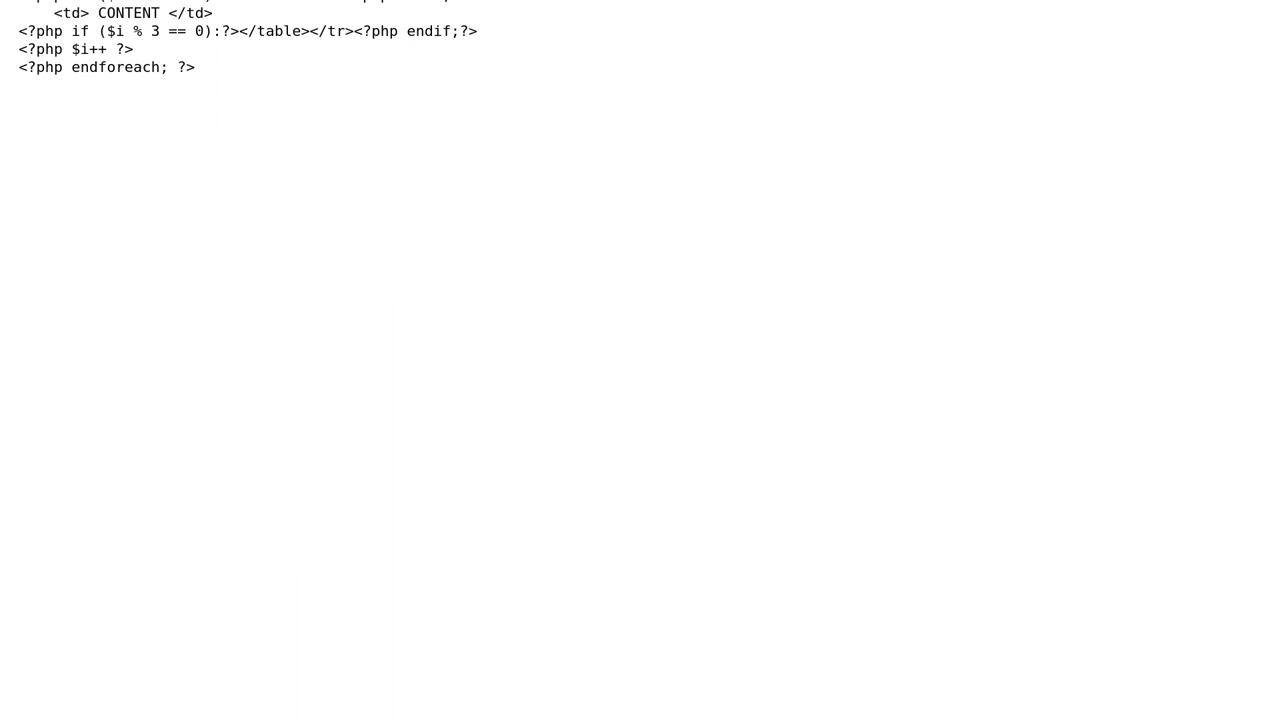 <td> CONTENT </td>
<?php if ($i % 3 == 0):?></table></tr><?php endif;?>
<?php $i++ ?>
<?php endforeach; ?>